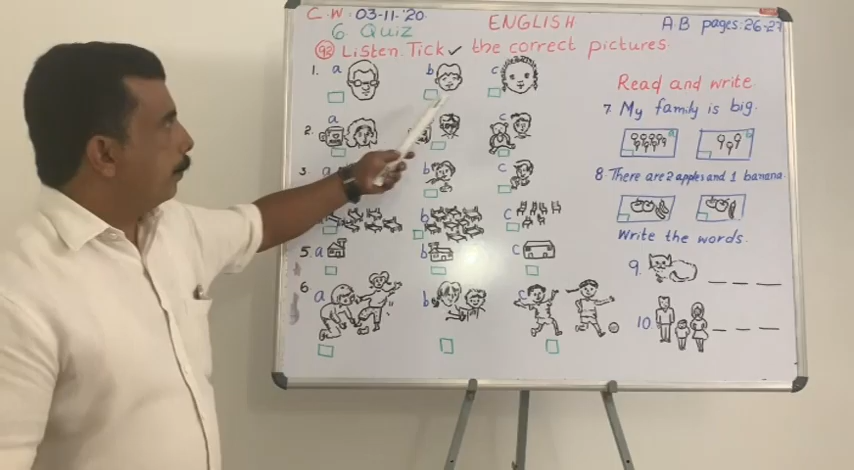 C.W. 03-11-'20. ENGLISH A.B pages: 26-27
6. Quiz
92 Listen. Tick ✓ the correct pictures
1. a b c
2. a c
3. a b c
b c
5. a b c
6 a b c
Read and write
7. My family is big.
a b
8. There are 2 apples and 1 banana.
a b
Write the words.
9. _ _ _
10. _ _ _